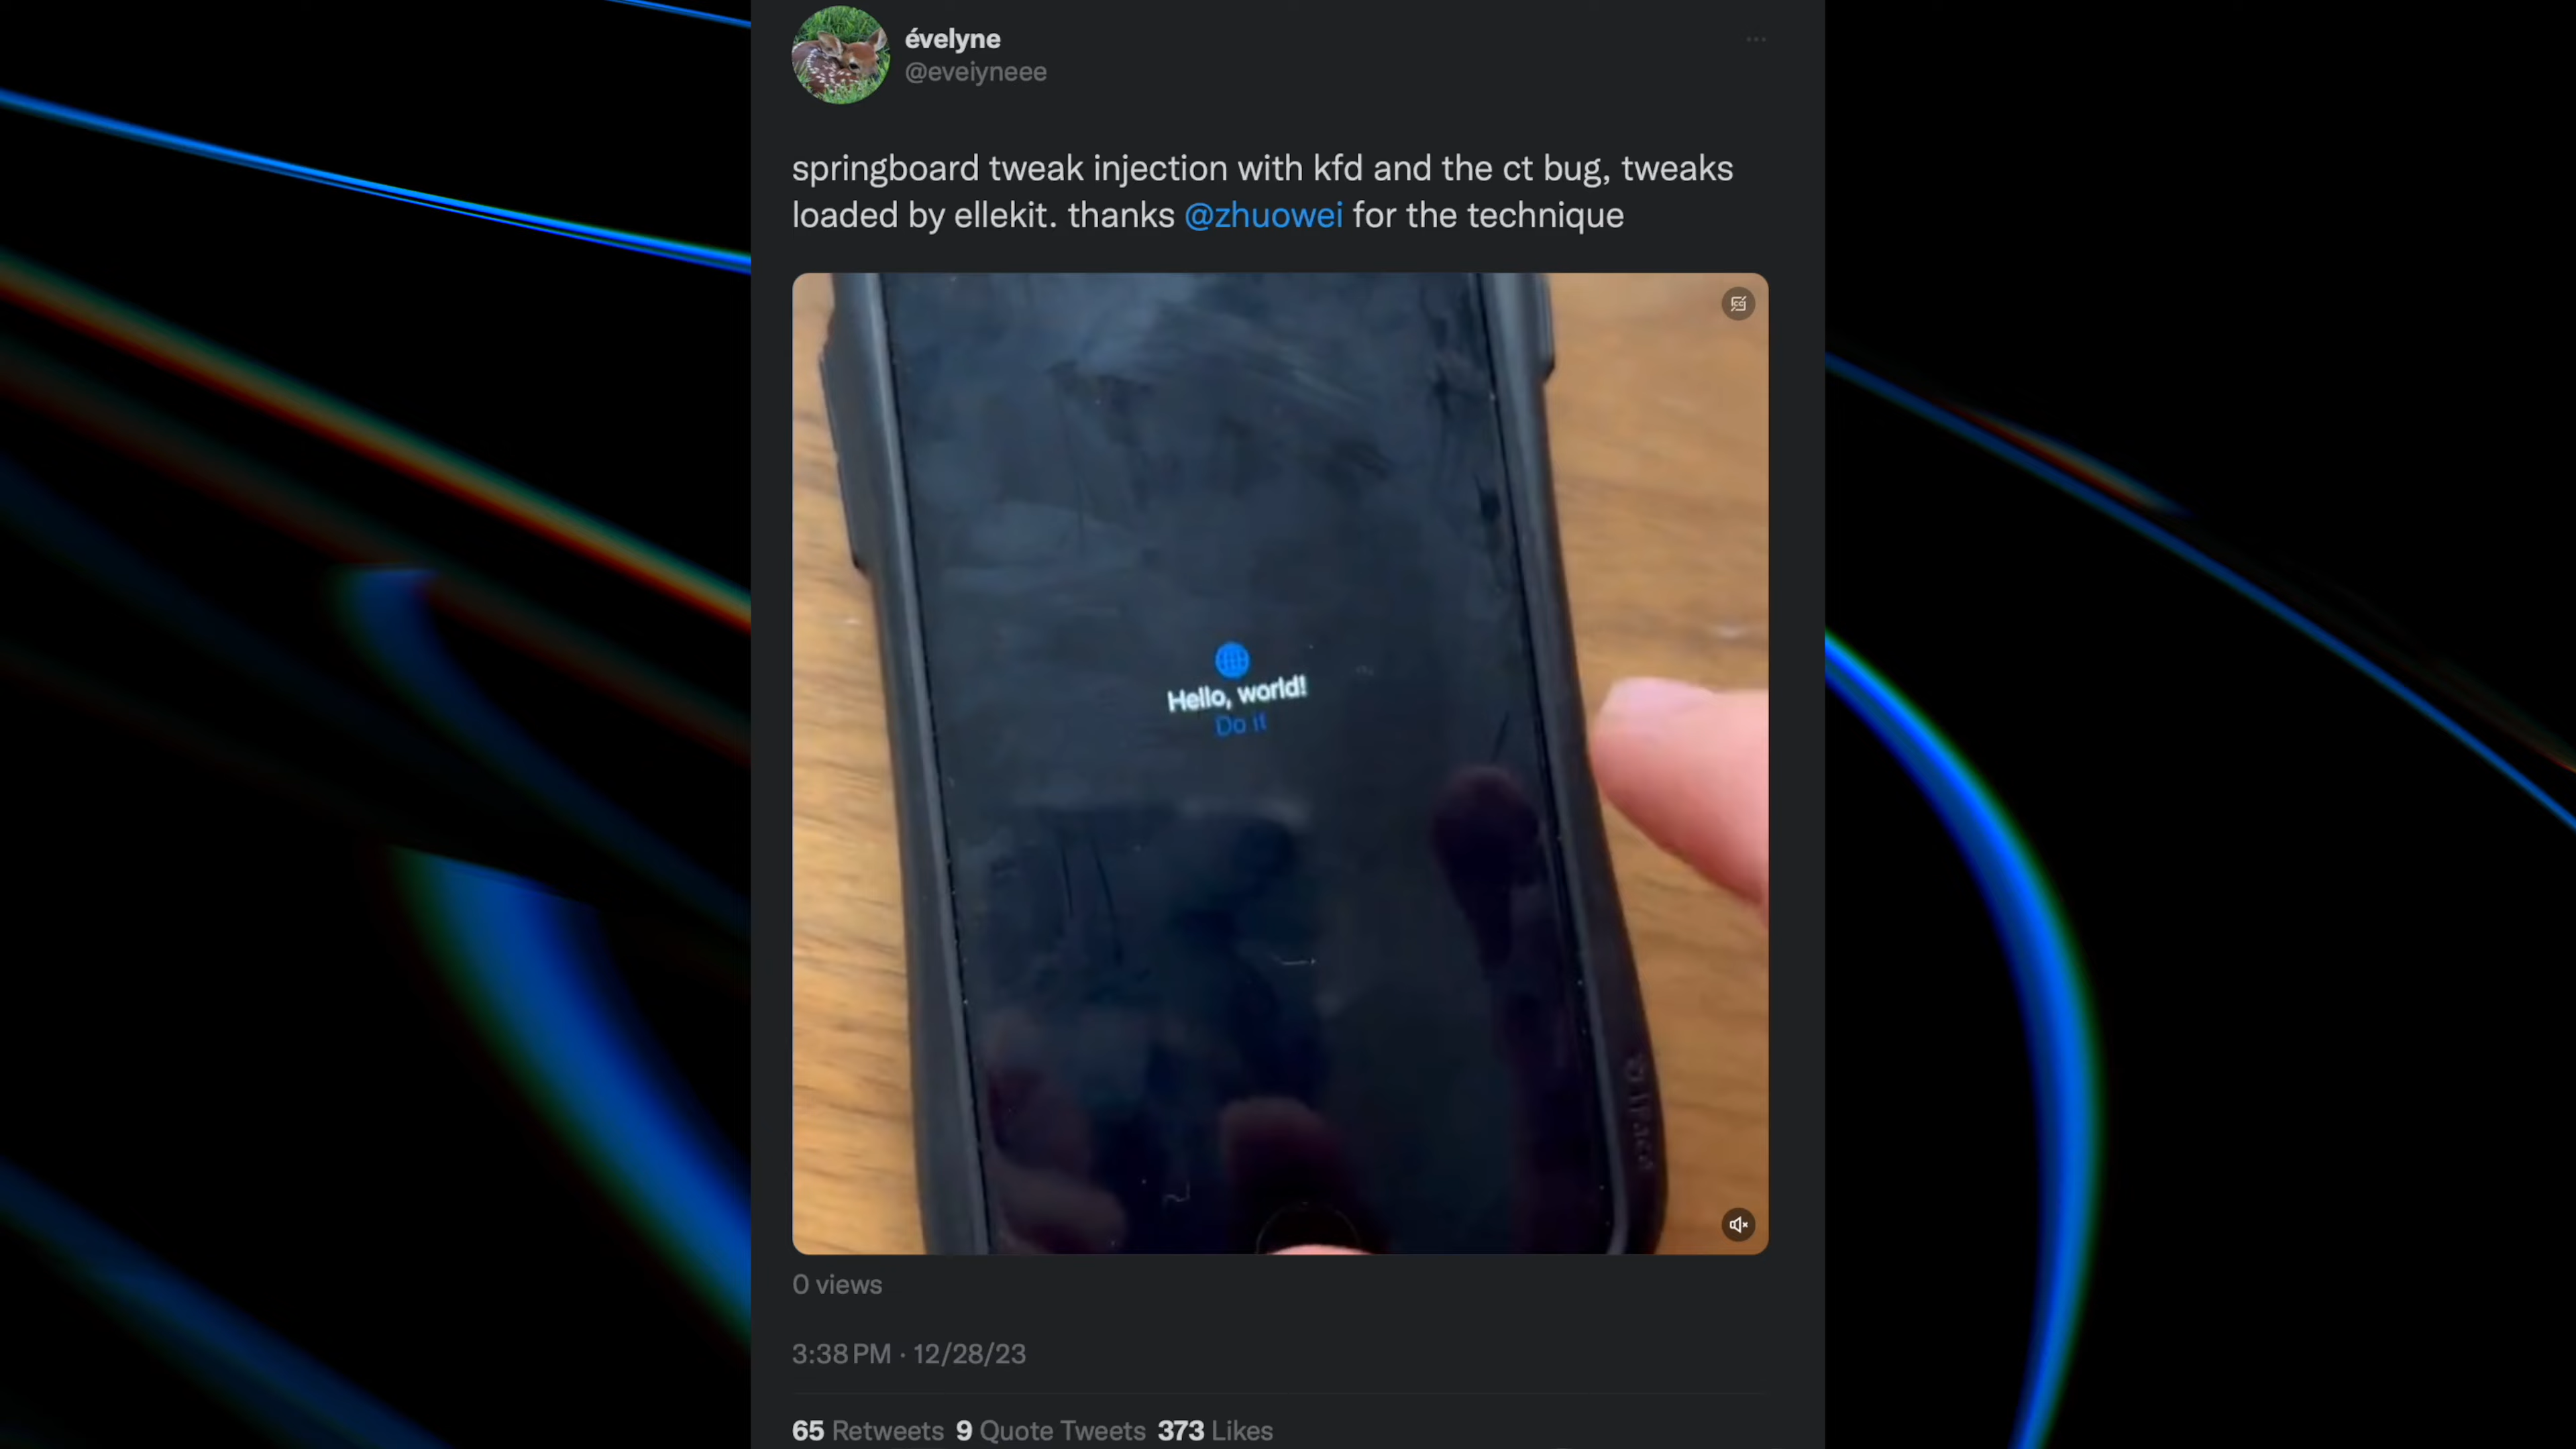 évelyne
@eveiyneee
springboard tweak injection with kfd and the ct bug, tweaks
loaded by ellekit. thanks @zhuowei for the technique
Hello, world!
Do it
0 views
3:38 PM · 12/28/23
65 Retweets 9 Quote Tweets 373 Likes